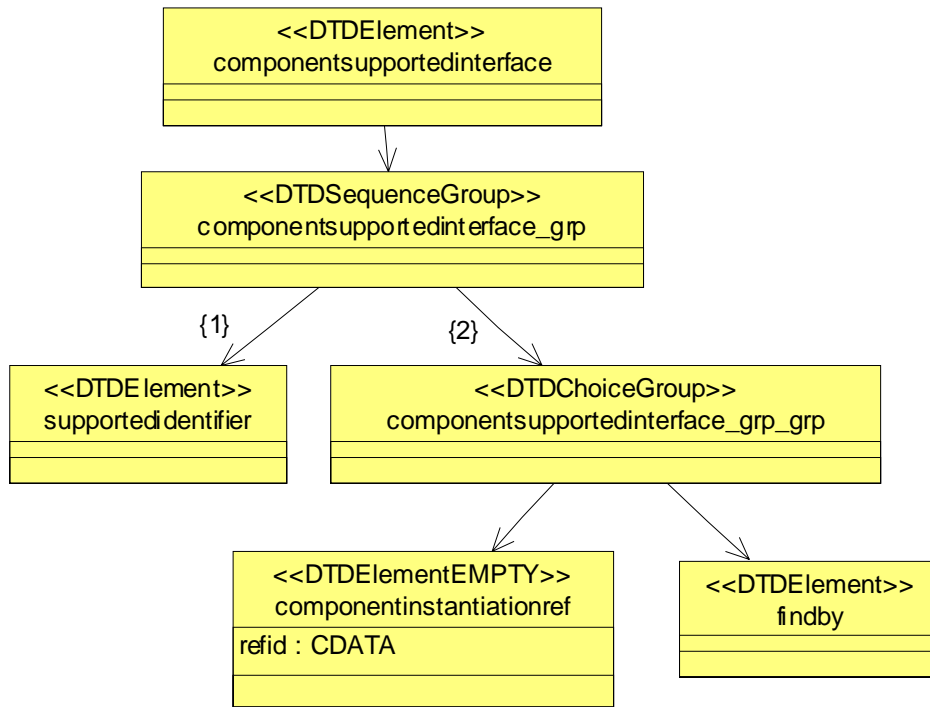 <<DTDElement>>
componentsupportedinterface
<<DTDSequenceGroup>>
componentsupportedinterface_grp
{1}
{2}
<<DTDElement>>
supportedidentifier
<<DTDChoiceGroup>>
componentsupportedinterface_grp_grp
<<DTDElementEMPTY>>
componentinstantiationref
refid : CDATA
<<DTDElement>>
findby